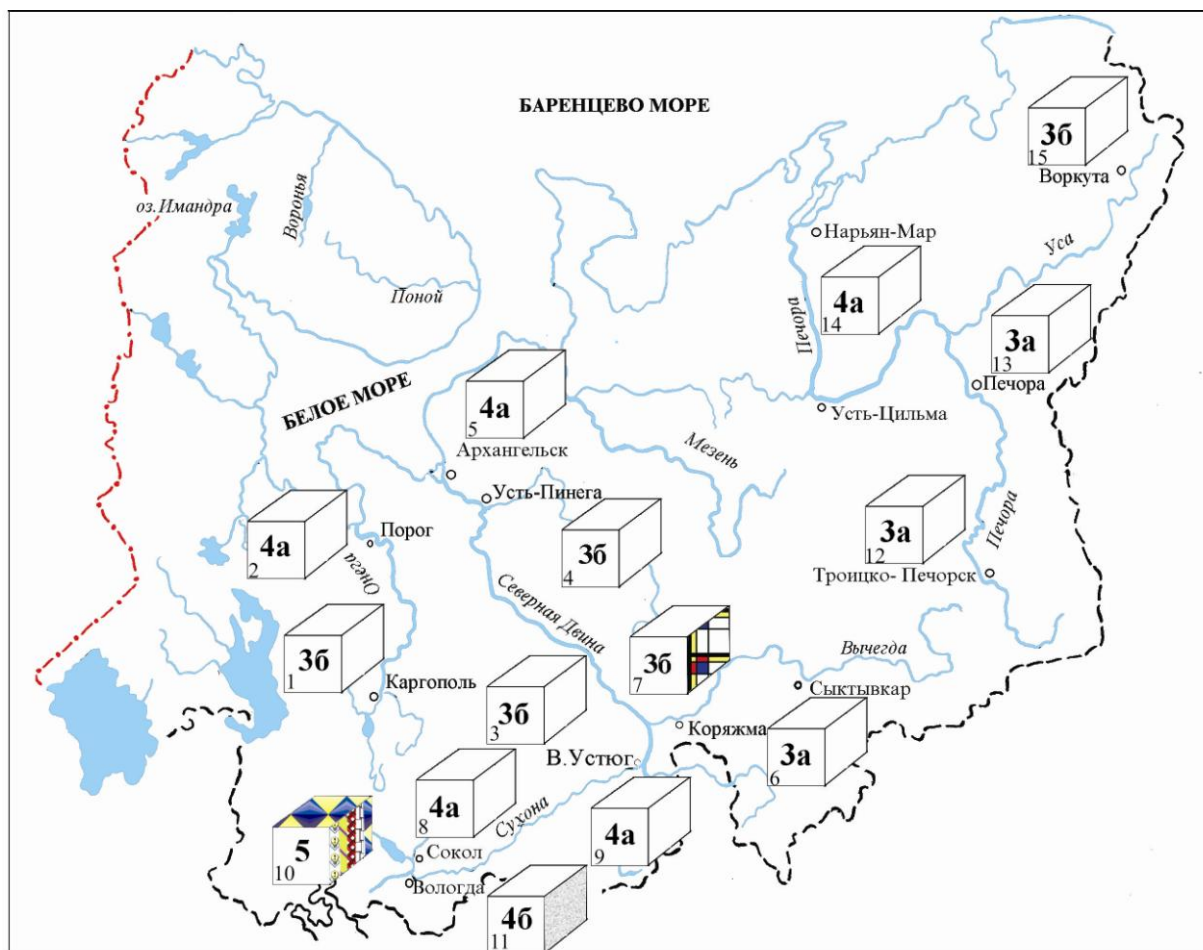 БАРЕНЦЕВО МОРЕ
3б
15
Воркута
оз.Имандра
Воронья
Нарьян-Мар
Уса
Поной
4а
14
Печора
3а
13
Печора
БЕЛОЕ МОРЕ
4а
5
Архангельск
Усть-Цильма
Мезень
Усть-Пинега
4а
2
Порог
Онега
3б
4
3а
12
Троицко- Печорск
Печора
Северная Двина
3б
1
Каргополь
3б
7
Вычегда
Сыктывкар
3б
3
Коряжма
В.Устюг
3а
6
4а
8
Сухона
4а
9
5
10
Сокол
Вологда
4б
11